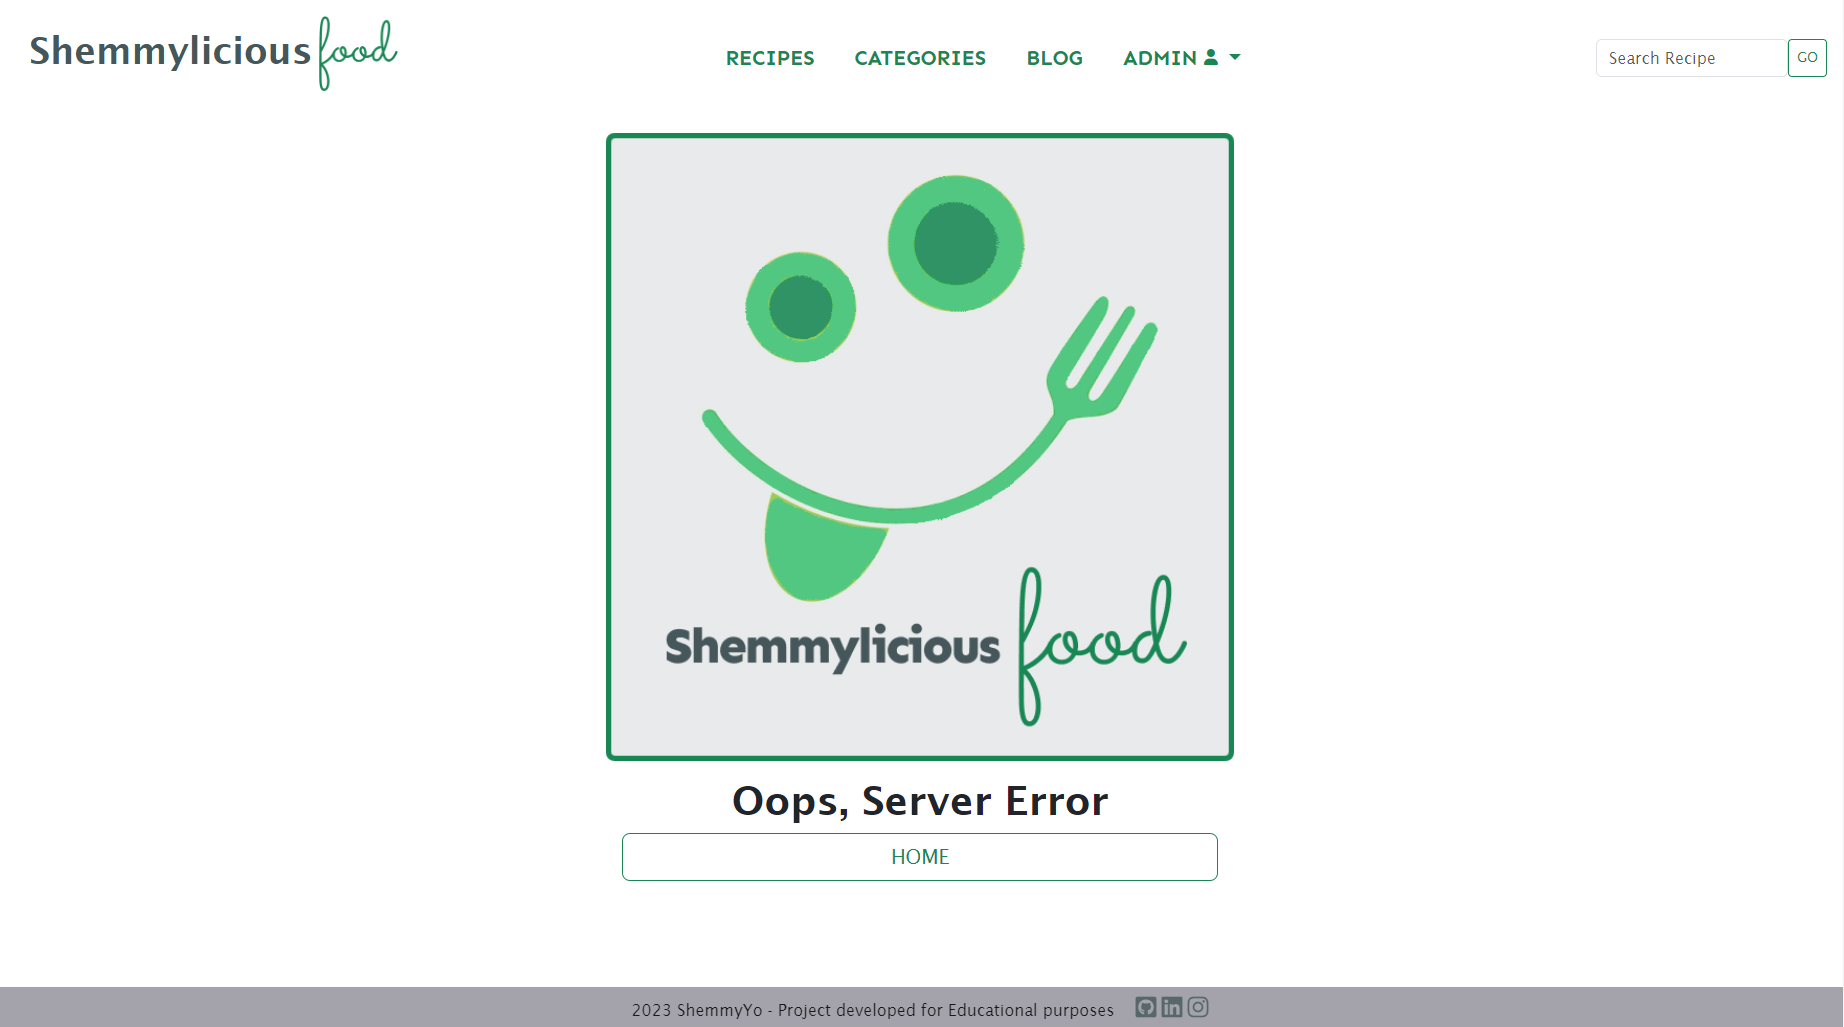 Shemmylicious food
RECIPES CATEGORIES BLOG ADMIN
Search Recipe GO
Shemmylicious food
Oops, Server Error
HOME
2023 ShemmyYo - Project developed for Educational purposes